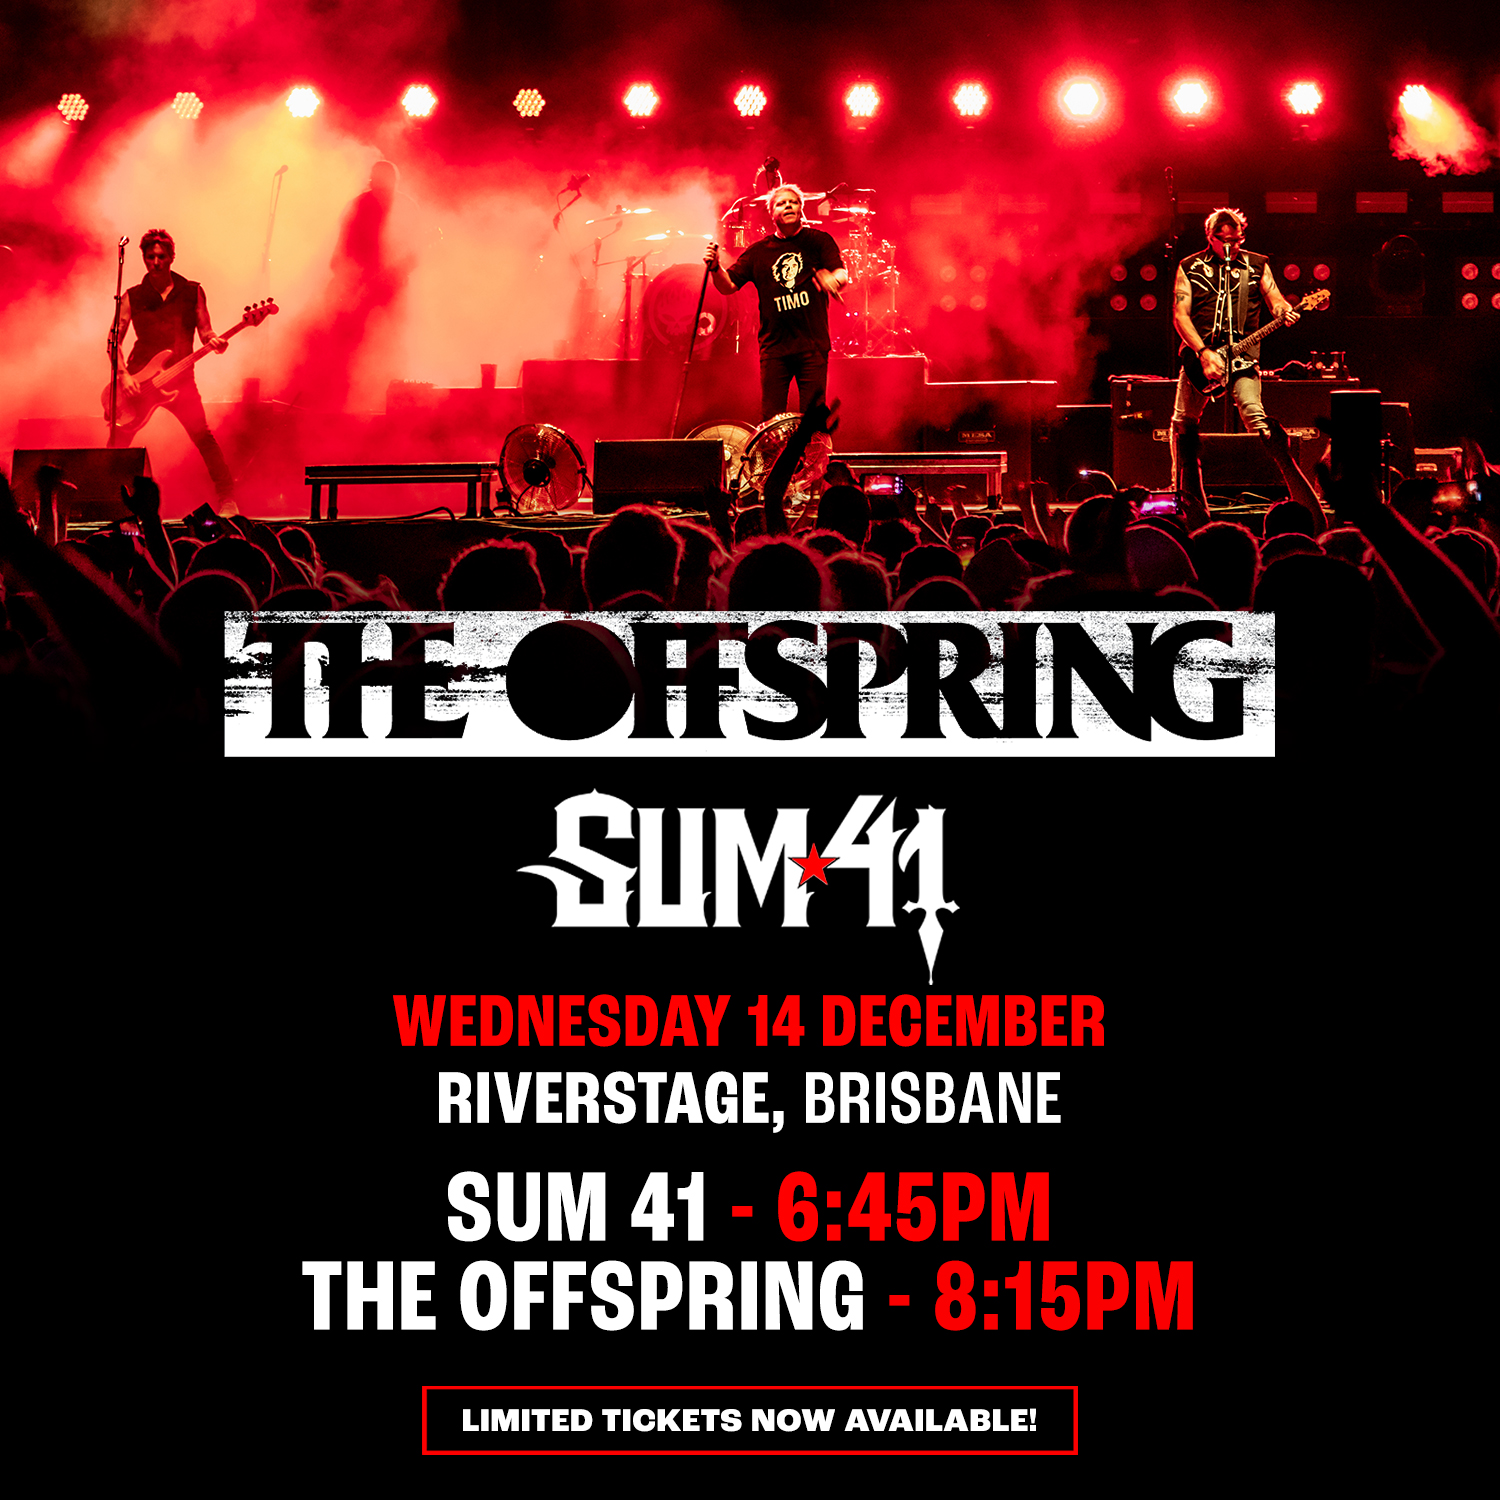 TIMO
MESA
THE OFFSPRING
SUM★41
WEDNESDAY 14 DECEMBER
RIVERSTAGE, BRISBANE
SUM 41 - 6:45PM
THE OFFSPRING - 8:15PM
LIMITED TICKETS NOW AVAILABLE!